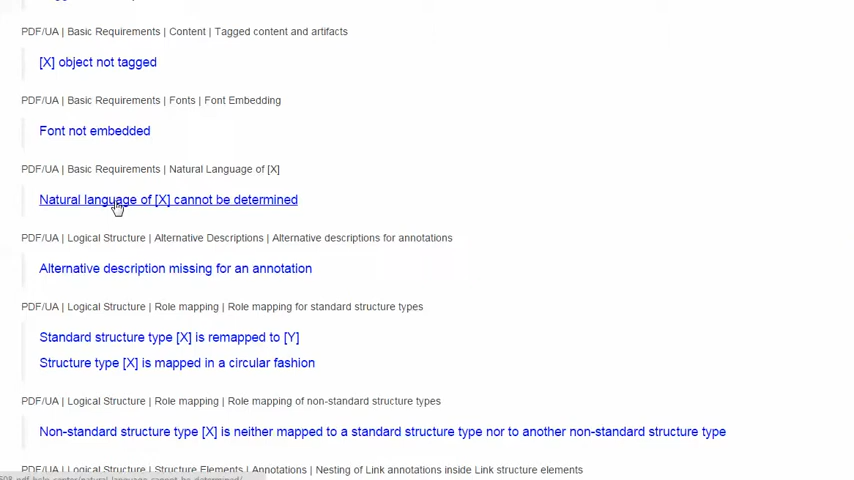 PDF/UA | Basic Requirements | Content | Tagged content and artifacts
[X] object not tagged
PDF/UA | Basic Requirements | Fonts | Font Embedding
Font not embedded
PDF/UA | Basic Requirements | Natural Language of [X]
Natural language of [X] cannot be determined
PDF/UA | Logical Structure | Alternative Descriptions | Alternative descriptions for annotations
Alternative description missing for an annotation
PDF/UA | Logical Structure | Role mapping | Role mapping for standard structure types
Standard structure type [X] is remapped to [Y]
Structure type [X] is mapped in a circular fashion
PDF/UA | Logical Structure | Role mapping | Role mapping of non-standard structure types
Non-standard structure type [X] is neither mapped to a standard structure type nor to another non-standard structure type
PDF/UA | Logical Structure | Structure Elements | Annotations | Nesting of Link annotations inside Link structure elements